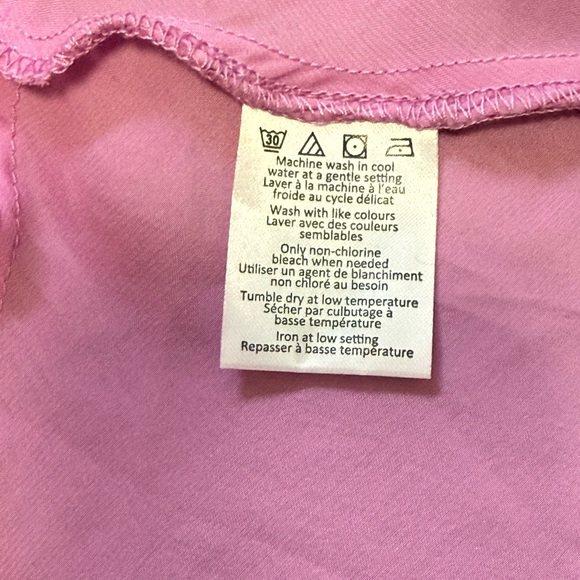 30
Machine wash in cool
water at a gentle setting
Laver à la machine à l'eau
froide au cycle délicat
Wash with like colours
Laver avec des couleurs
semblables
Only non-chlorine
bleach when needed
Utiliser un agent de blanchiment
non chloré au besoin
Tumble dry at low temperature
Sécher par culbutage à
basse température
Iron at low setting
Repasser à basse température